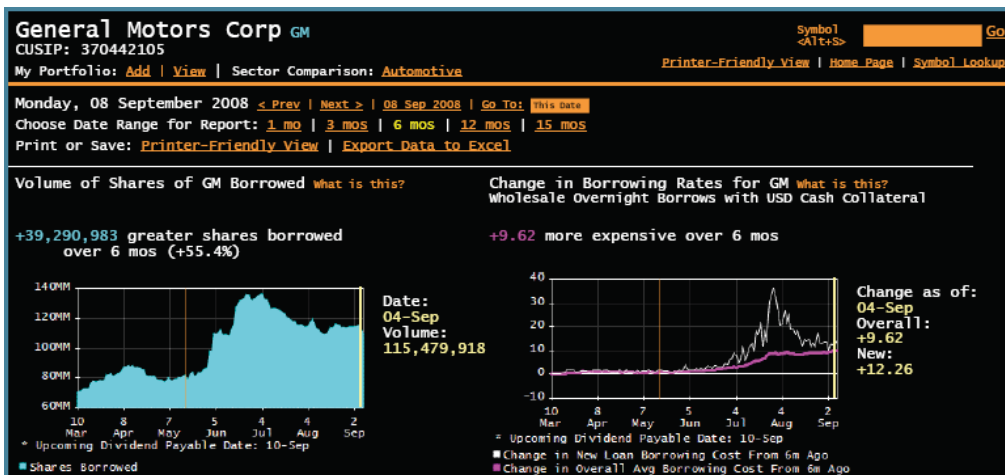 General Motors Corp GM
CUSIP: 370442105
My Portfolio: Add | View | Sector Comparison: Automotive
Symbol
<Alt+S>
Go
Printer-Friendly View | Home Page | Symbol Lookup
Monday, 08 September 2008 < Prev | Next > | 08 Sep 2008 | Go To: This Date
Choose Date Range for Report: 1 mo | 3 mos | 6 mos | 12 mos | 15 mos
Print or Save: Printer-Friendly View | Export Data to Excel
Volume of Shares of GM Borrowed What is this?
+39,290,983 greater shares borrowed
over 6 mos (+55.4%)
140MM
120MM
100MM
80MM
60MM
10 8 7 4 4 4 2
Mar Apr May Jun Jul Aug Sep
* Upcoming Dividend Payable Date: 10-Sep
Shares Borrowed
Date:
04-Sep
Volume:
115,479,918
Change in Borrowing Rates for GM What is this?
Wholesale Overnight Borrows with USD Cash Collateral
+9.62 more expensive over 6 mos
40
30
20
10
0
-10
10 8 7 4 4 4 2
Mar Apr May Jun Jul Aug Sep
* Upcoming Dividend Payable Date: 10-Sep
Change in New Loan Borrowing Cost From 6m Ago
Change in Overall Avg Borrowing Cost From 6m Ago
Change as of:
04-Sep
Overall:
+9.62
New:
+12.26